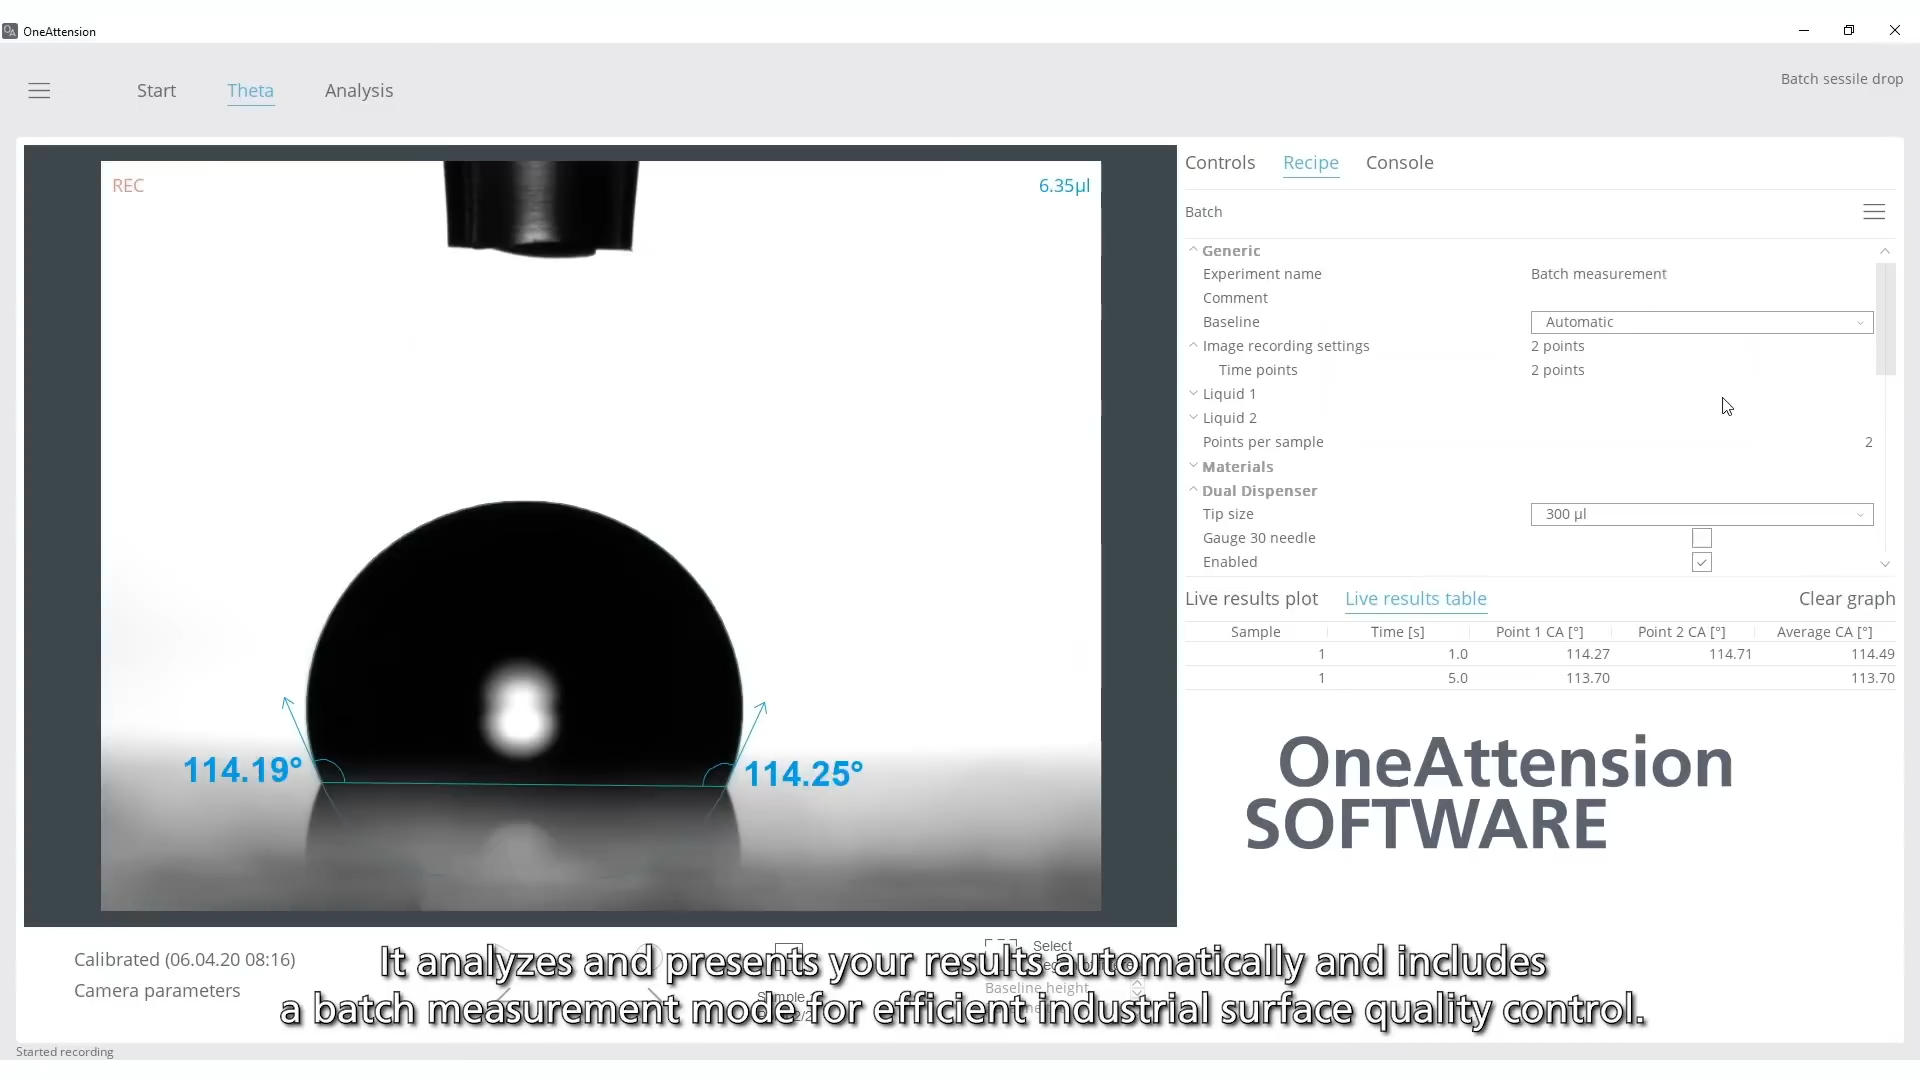 OneAttension
Start Theta Analysis
Batch sessile drop
REC
6.35µl
114.19°
114.25°
Controls Recipe Console
Batch
Generic
Experiment name Batch measurement
Comment
Baseline Automatic
Image recording settings 2 points
Time points 2 points
Liquid 1
Liquid 2
Points per sample 2
Materials
Dual Dispenser
Tip size 300 µl
Gauge 30 needle
Enabled
Live results plot Live results table Clear graph
Sample Time [s] Point 1 CA [°] Point 2 CA [°] Average CA [°]
1 1.0 114.27 114.71 114.49
1 5.0 113.70 113.70
OneAttension
SOFTWARE
Calibrated (06.04.20 08:16)
Camera parameters
Select
Baseline height
Sample
It analyzes and presents your results automatically and includes
a batch measurement mode for efficient industrial surface quality control.
Started recording